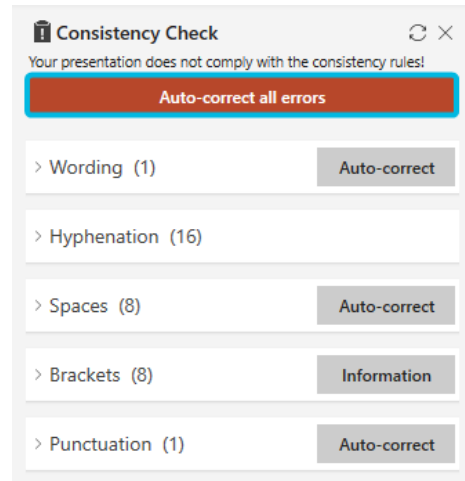 Consistency Check
Your presentation does not comply with the consistency rules!
Auto-correct all errors
Wording (1) Auto-correct
Hyphenation (16)
Spaces (8) Auto-correct
Brackets (8) Information
Punctuation (1) Auto-correct